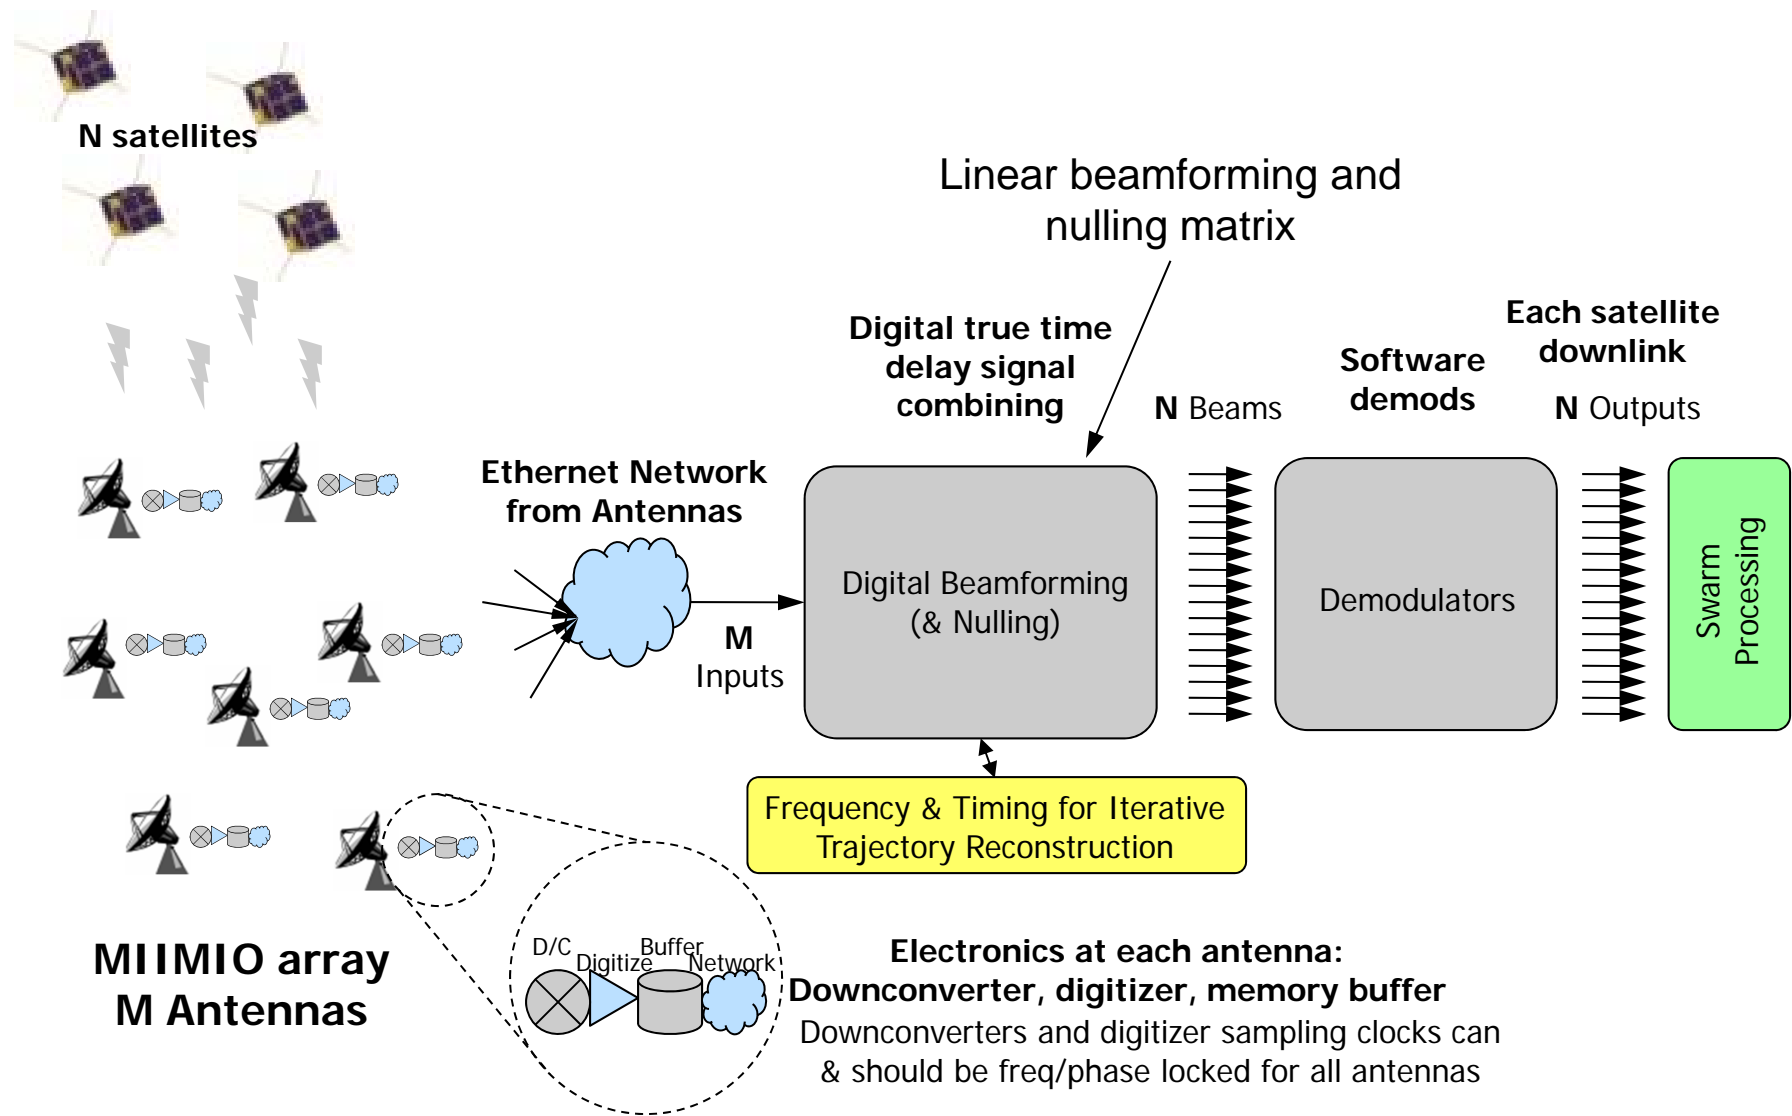 N satellites
Linear beamforming and
nulling matrix
Digital true time
delay signal
combining
N Beams
Software
demods
Each satellite
downlink
N Outputs
Ethernet Network
from Antennas
M
Inputs
Digital Beamforming
(& Nulling)
Demodulators
Swarm
Processing
Frequency & Timing for Iterative
Trajectory Reconstruction
MIIMIO array
M Antennas
D/C
Digitize
Buffer
Network
Electronics at each antenna:
Downconverter, digitizer, memory buffer
Downconverters and digitizer sampling clocks can
& should be freq/phase locked for all antennas